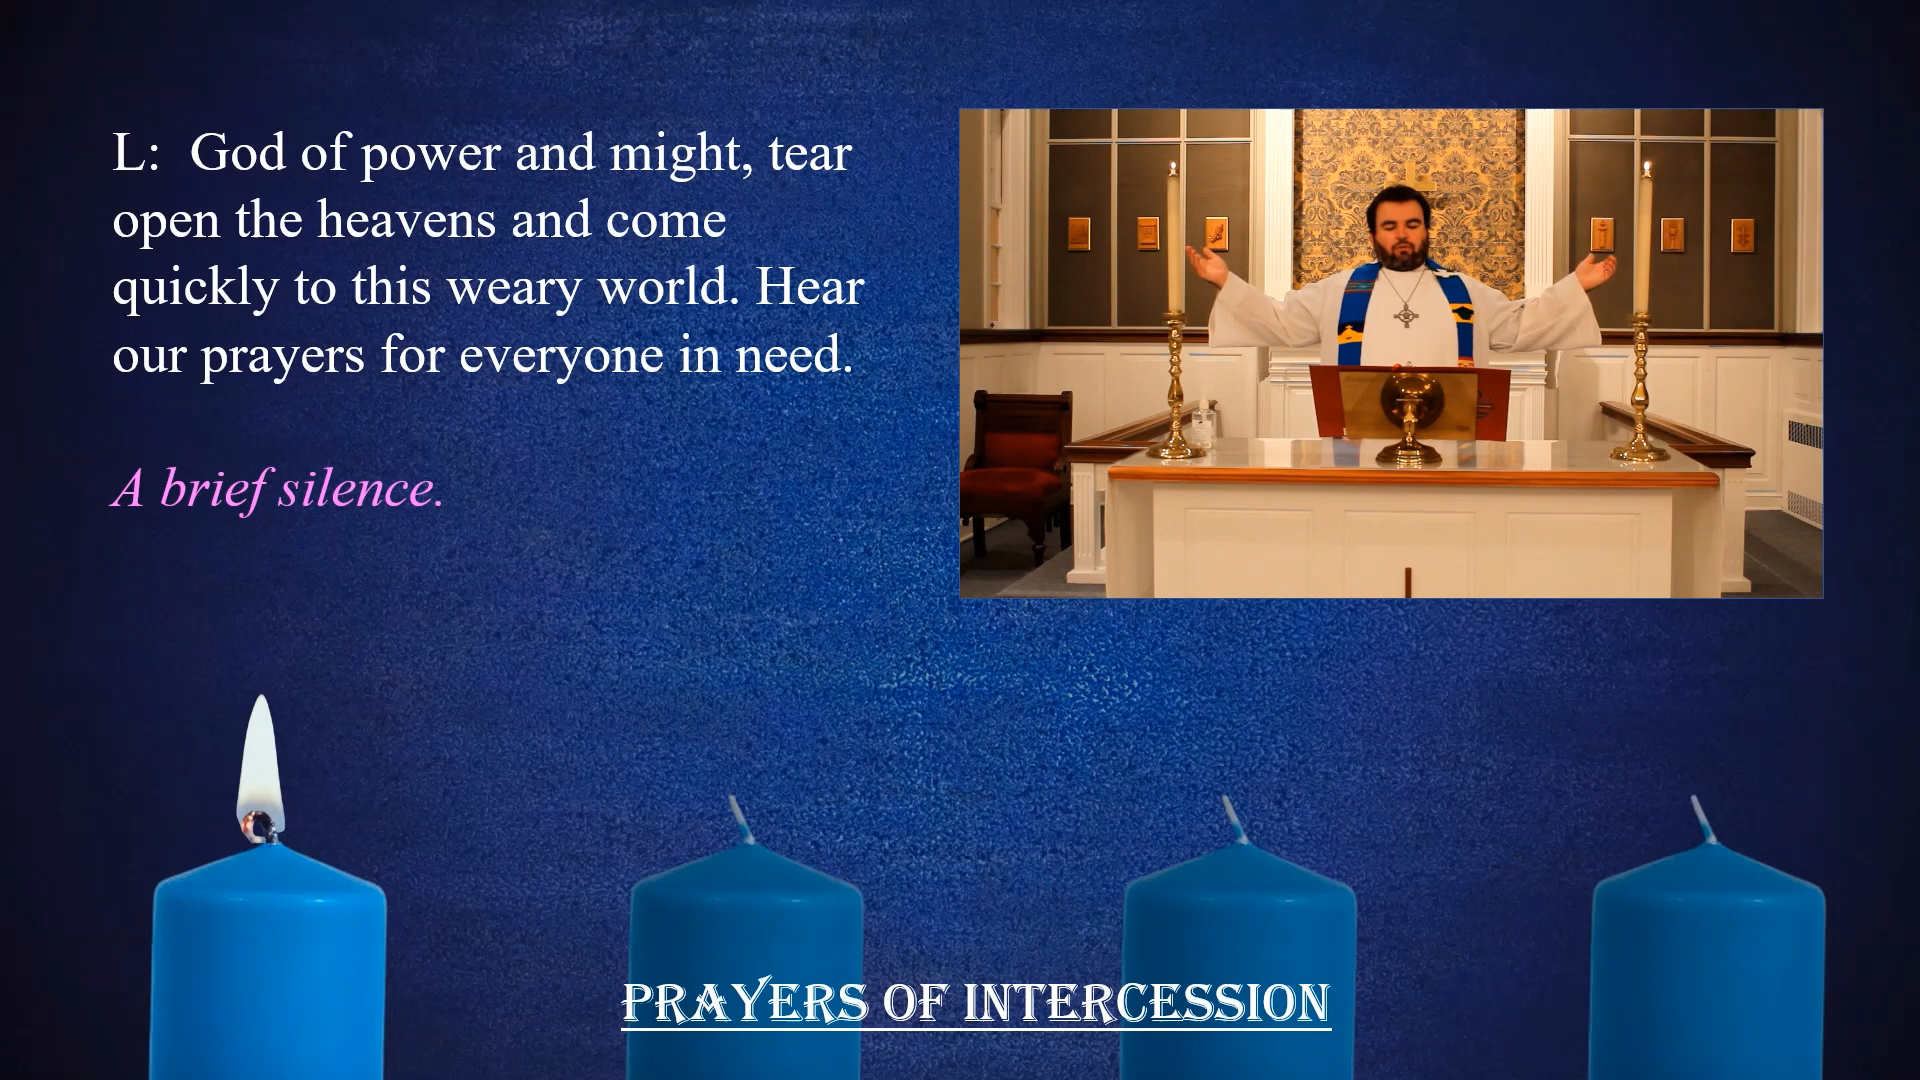 L:  God of power and might, tear
open the heavens and come
quickly to this weary world. Hear
our prayers for everyone in need.
A brief silence.
PRAYERS OF INTERCESSION